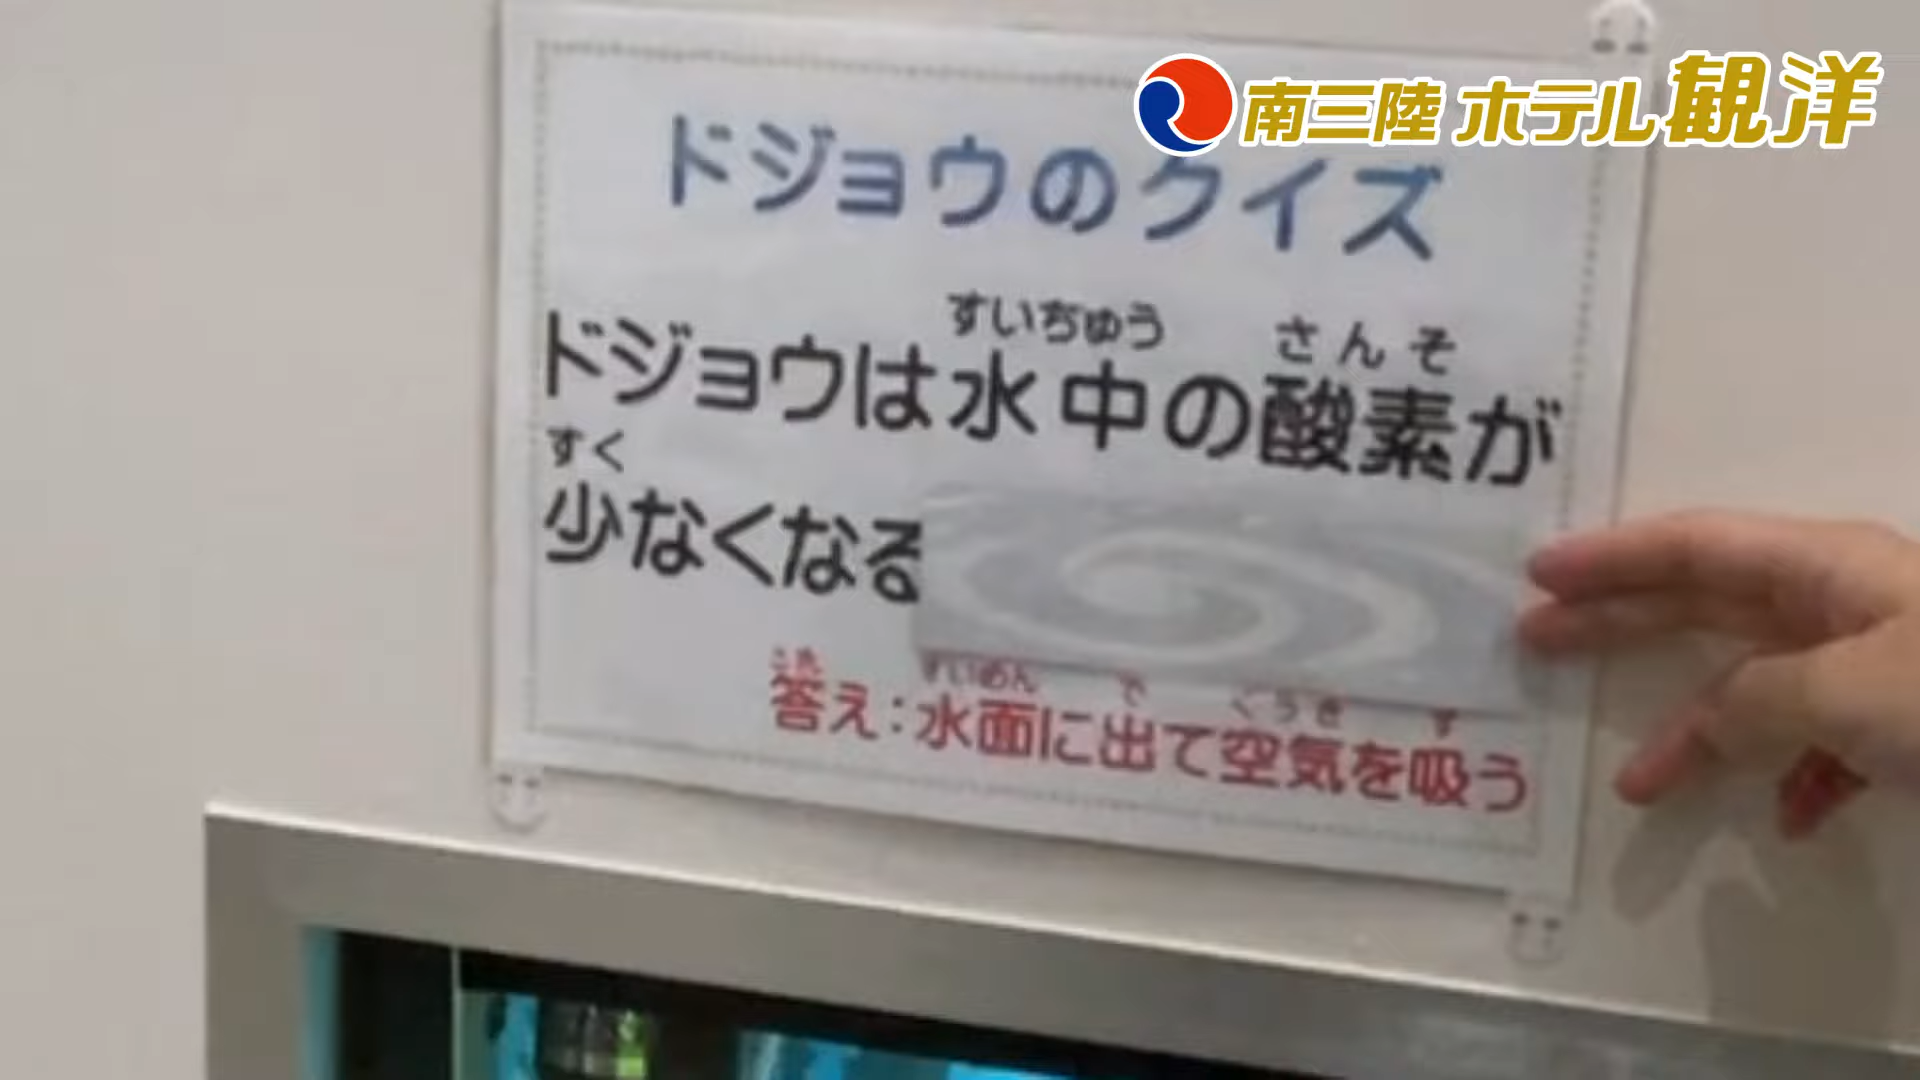 南三陸 ホテル観洋
ドジョウのクイズ
すいちゅう さんそ
ドジョウは水中の酸素が
すく
少なくなる
こた すいめん で くうき す
答え:水面に出て空気を吸う